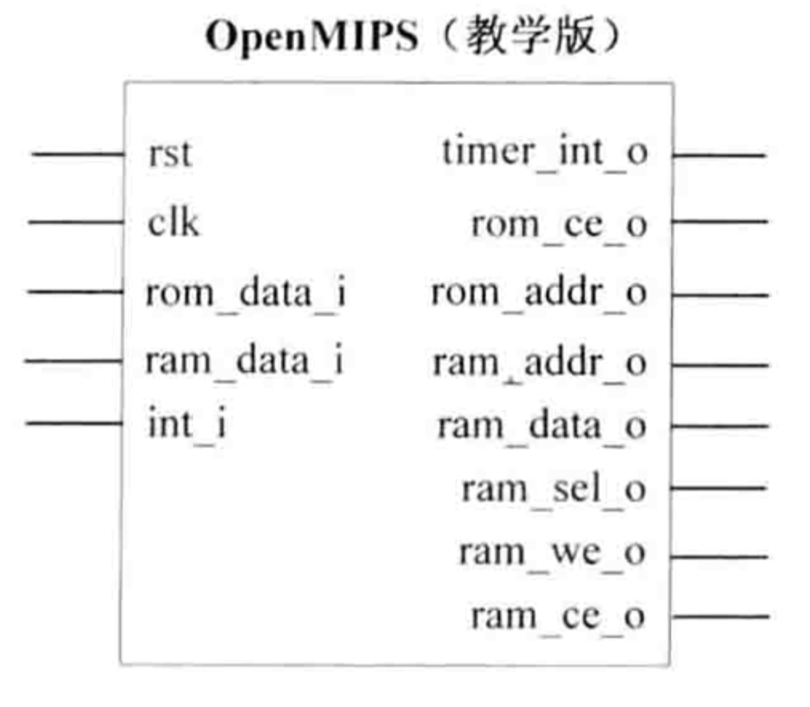 OpenMIPS（教学版）
rst
timer_int_o
clk
rom_ce_o
rom_data_i
rom_addr_o
ram_data_i
ram_addr_o
int_i
ram_data_o
ram_sel_o
ram_we_o
ram_ce_o